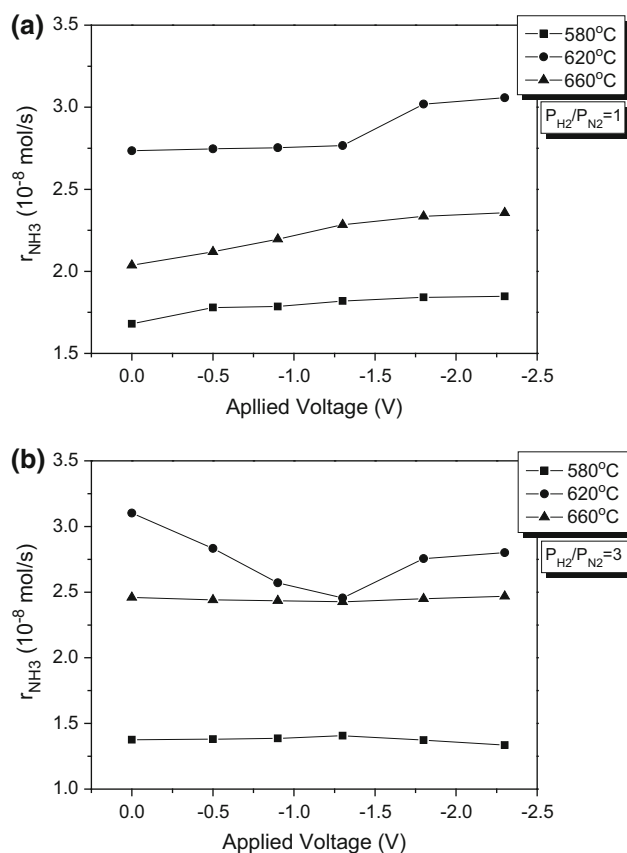 (a)
3.5
3.0
2.5
2.0
1.5
r_NH3 (10^-8 mol/s)
580°C
620°C
660°C
P_H2/P_N2=1
0.0 -0.5 -1.0 -1.5 -2.0 -2.5
Apllied Voltage (V)
(b)
3.5
3.0
2.5
2.0
1.5
1.0
r_NH3 (10^-8 mol/s)
580°C
620°C
660°C
P_H2/P_N2=3
0.0 -0.5 -1.0 -1.5 -2.0 -2.5
Applied Voltage (V)